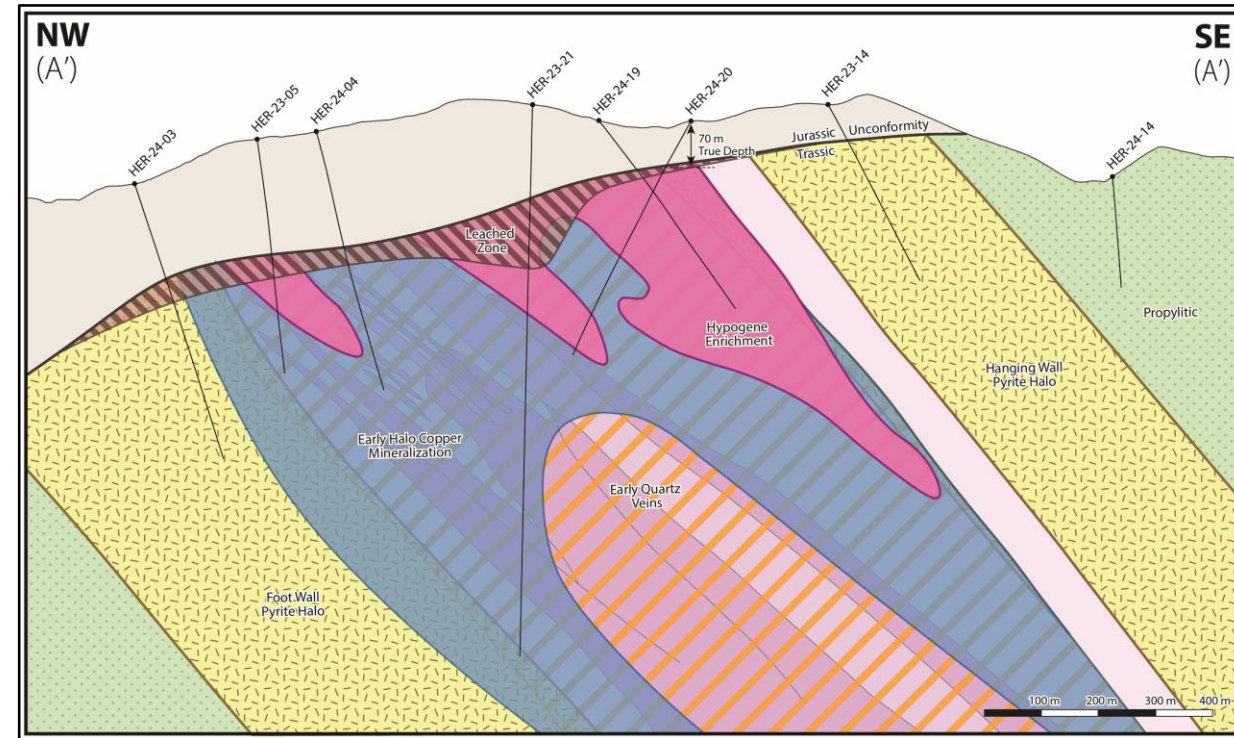 NW
(A')
SE
(A')
HER-24-03
HER-23-05
HER-24-04
HER-23-21
HER-24-19
HER-24-20
HER-23-14
HER-24-14
70 m
True Depth
Jurassic Unconformity
Trassic
Leached
Zone
Hypogene
Enrichment
Propylitic
Hanging Wall
Pyrite Halo
Early Halo Copper
Mineralization
Early Quartz
Veins
Foot Wall
Pyrite Halo
100 m 200 m 300 m 400 m